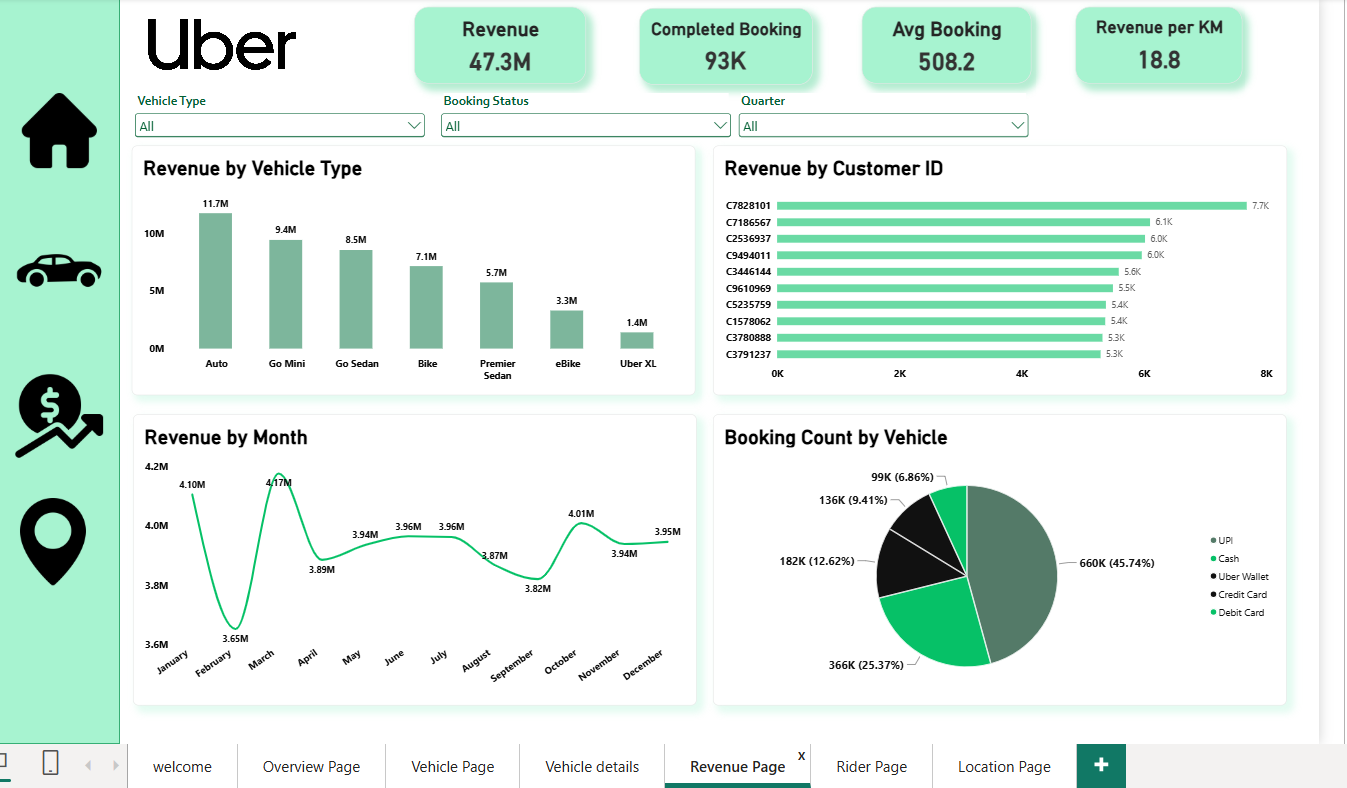 Uber
Revenue
47.3M
Completed Booking
93K
Avg Booking
508.2
Revenue per KM
18.8
Vehicle Type
All
Booking Status
All
Quarter
All
Revenue by Vehicle Type
10M
5M
0M
11.7M
9.4M
8.5M
7.1M
5.7M
3.3M
1.4M
Auto
Go Mini
Go Sedan
Bike
Premier
Sedan
eBike
Uber XL
Revenue by Customer ID
C7828101 7.7K
C7186567 6.1K
C2536937 6.0K
C9494011 6.0K
C3446144 5.6K
C9610969 5.5K
C5235759 5.4K
C1578062 5.4K
C3780888 5.3K
C3791237 5.3K
0K 2K 4K 6K 8K
Revenue by Month
4.2M
4.0M
3.8M
3.6M
4.10M
3.65M
4.17M
3.89M
3.94M
3.96M
3.96M
3.87M
3.82M
4.01M
3.94M
3.95M
January
February
March
April
May
June
July
August
September
October
November
December
Booking Count by Vehicle
99K (6.86%)
136K (9.41%)
182K (12.62%)
366K (25.37%)
660K (45.74%)
UPI
Cash
Uber Wallet
Credit Card
Debit Card
$
welcome
Overview Page
Vehicle Page
Vehicle details
Revenue Page
X
Rider Page
Location Page
+